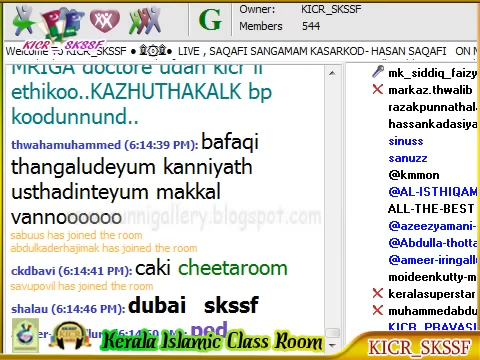 Owner: KICR_SKSSF
Members 544
KICR_SKSSF
LIVE , SAQAFI SANGAMAM KASARKOD- HASAN SAQAFI ON
MRIGA doctore udan kicr il
ethikoo..KAZHUTHAKALK bp
koodunnund..
thwahamuhammed (6:14:39 PM): bafaqi
thangaludeyum kanniyath
usthadinteyum makkal
vannoooooo
sabuus has joined the room
abdulkaderhajimak has joined the room
ckdbavi (6:14:41 PM): caki cheetaroom
savupovil has joined the room
shalau (6:14:46 PM): dubai skssf
mk_siddiq_faizy
markaz.thwalib
razakpunnathala
hassankadasiya
sinuss
sanuzz
@kmmon
@AL-ISTHIQAM
ALL-THE-BEST
@azeezyamani-
@Abdulla-thotta
@ameer-iringall
moideenkutty-m
keralasuperstar
muhammedabdu
KICR_PRAVASI
Kerala Islamic Class Room
KICR_SKSSF